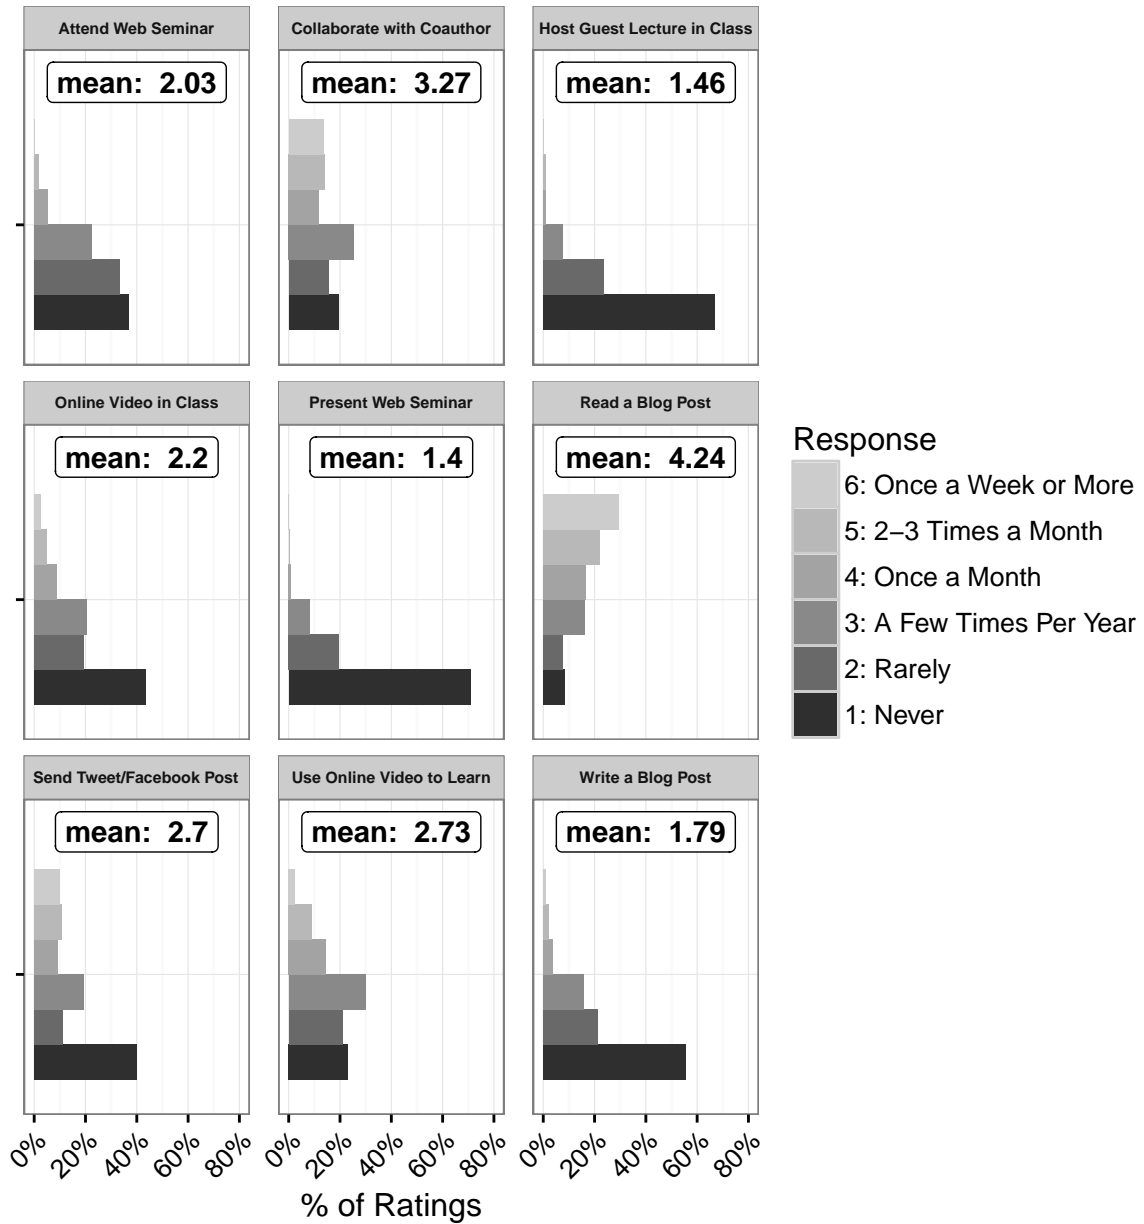 Attend Web Seminar
Collaborate with Coauthor
Host Guest Lecture in Class
mean: 2.03
mean: 3.27
mean: 1.46
Online Video in Class
Present Web Seminar
Read a Blog Post
mean: 2.2
mean: 1.4
mean: 4.24
Send Tweet/Facebook Post
Use Online Video to Learn
Write a Blog Post
mean: 2.7
mean: 2.73
mean: 1.79
0% 20% 40% 60% 80%
0% 20% 40% 60% 80%
0% 20% 40% 60% 80%
% of Ratings
Response
6: Once a Week or More
5: 2−3 Times a Month
4: Once a Month
3: A Few Times Per Year
2: Rarely
1: Never